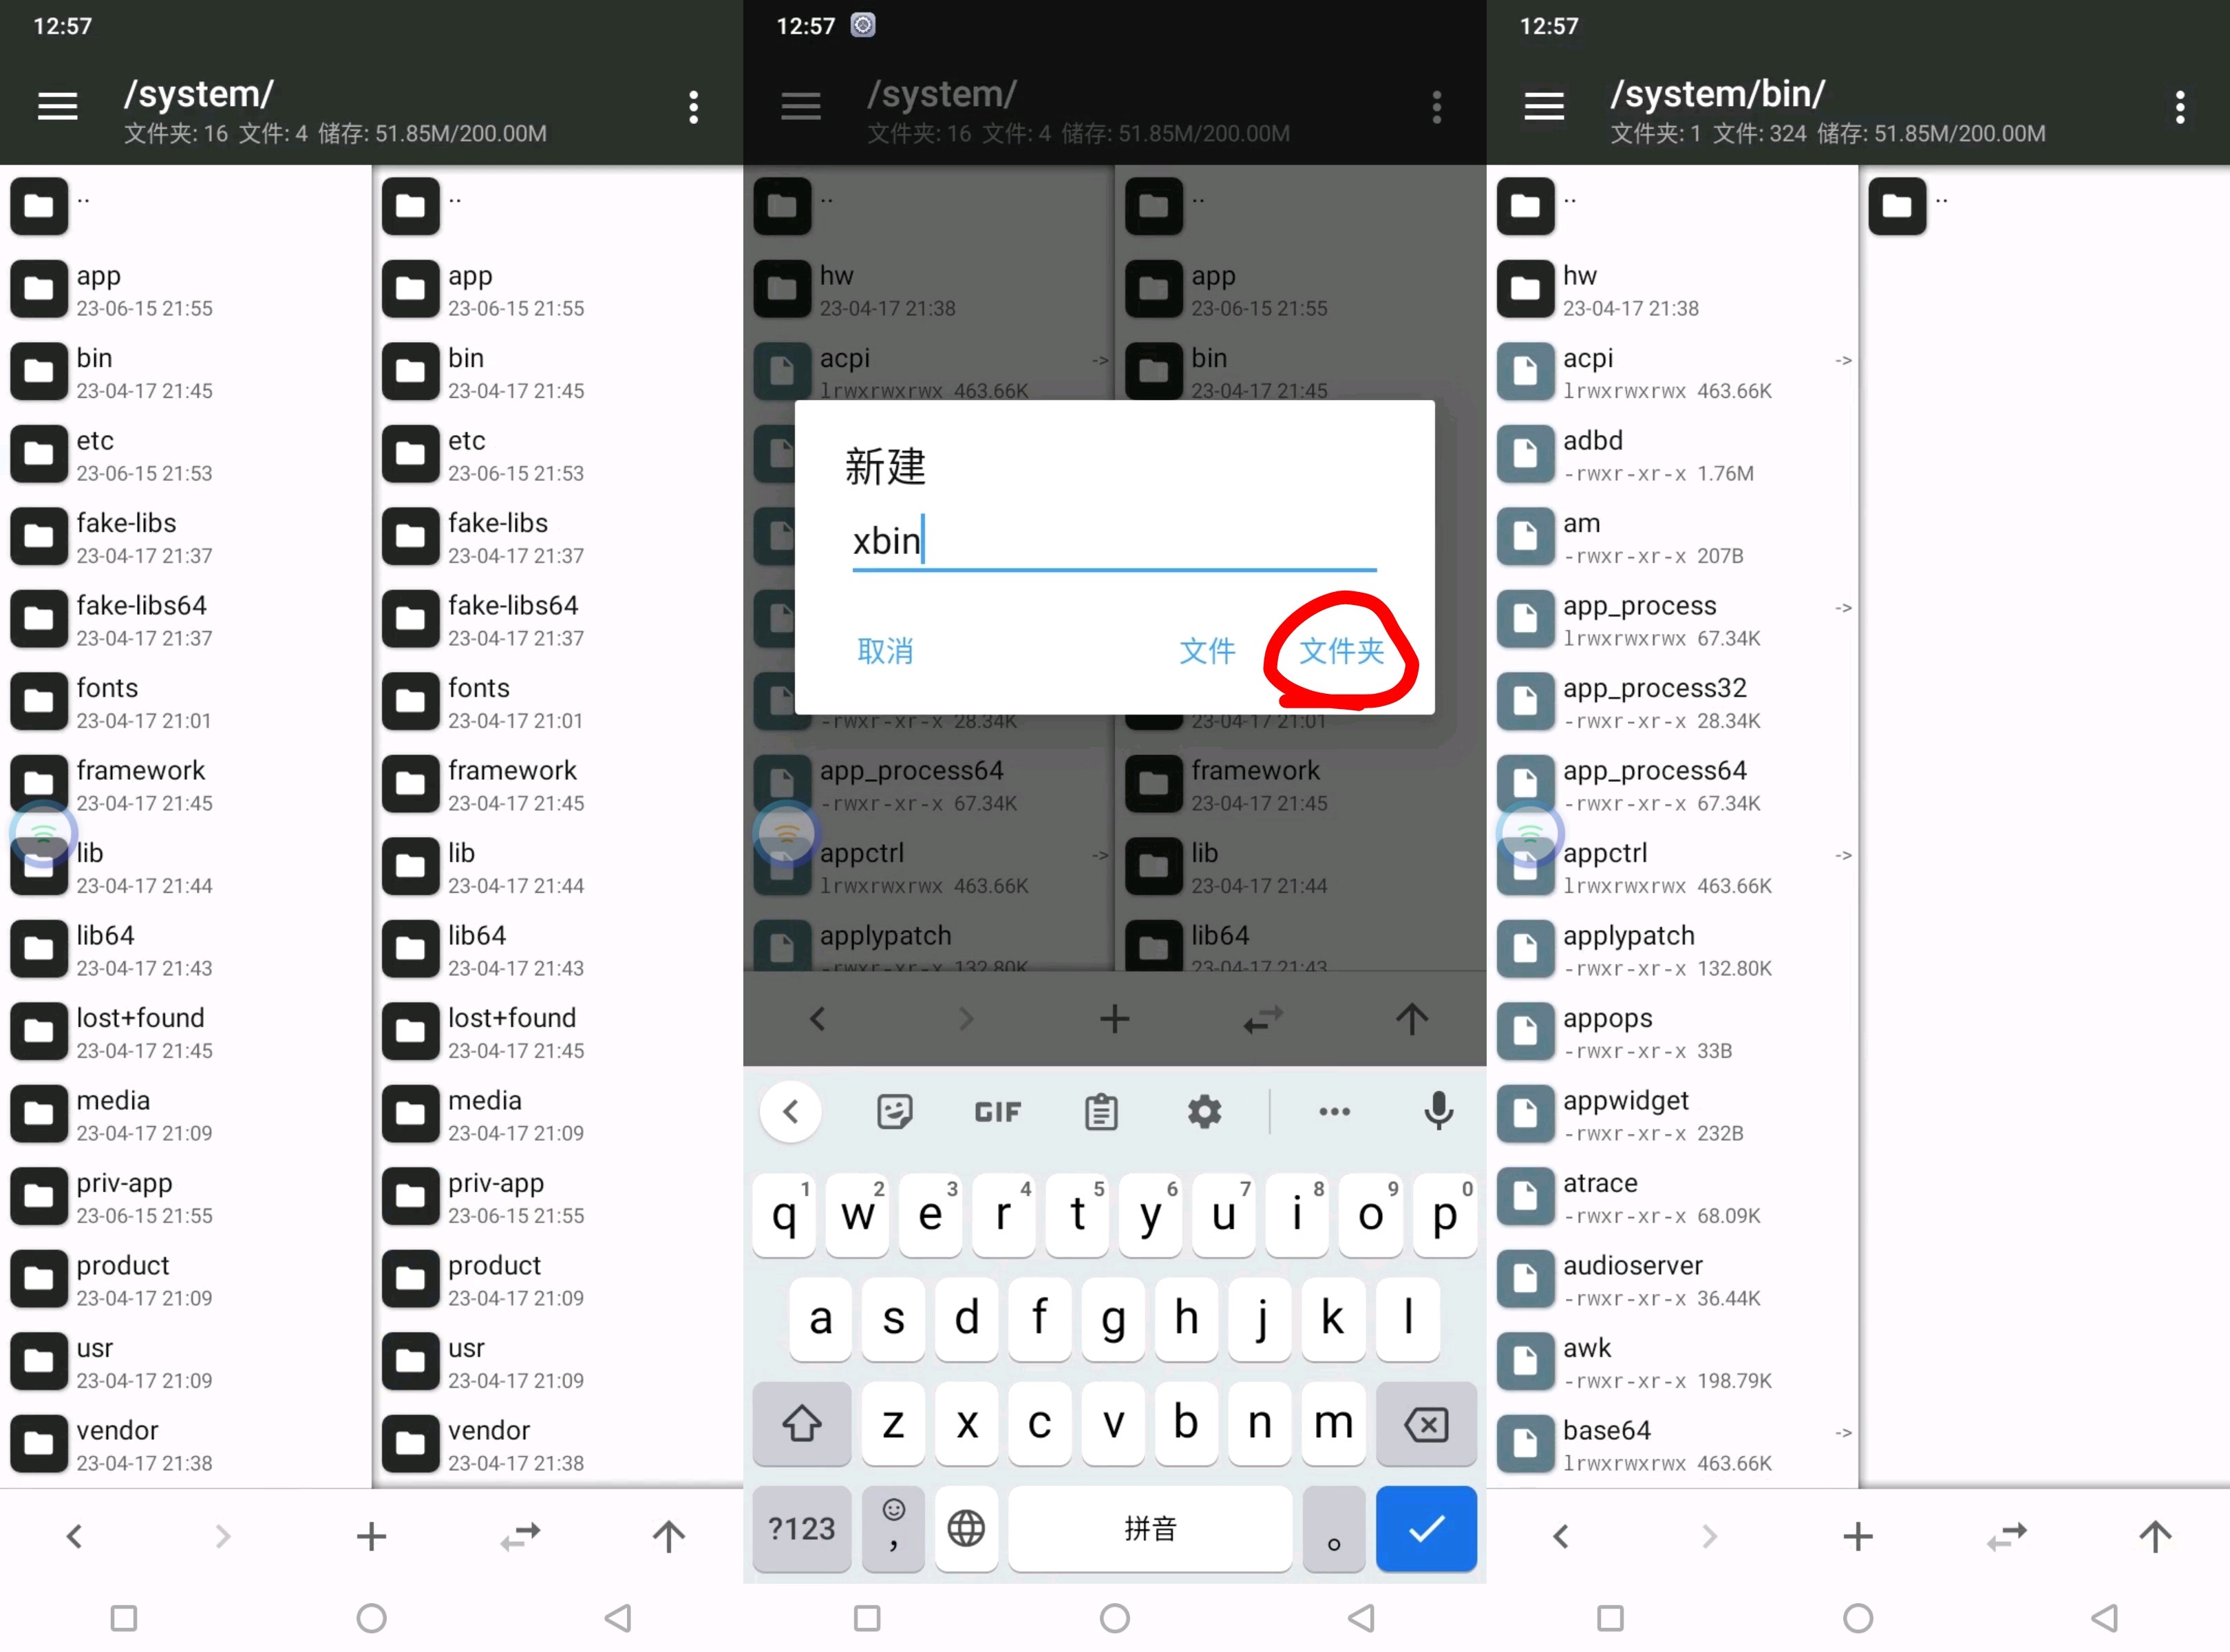 12:57
/system/
文件夹: 16 文件: 4 储存: 51.85M/200.00M
..
app
23-06-15 21:55
bin
23-04-17 21:45
etc
23-06-15 21:53
fake-libs
23-04-17 21:37
fake-libs64
23-04-17 21:37
fonts
23-04-17 21:01
framework
23-04-17 21:45
lib
23-04-17 21:44
lib64
23-04-17 21:43
lost+found
23-04-17 21:45
media
23-04-17 21:09
priv-app
23-06-15 21:55
product
23-04-17 21:09
usr
23-04-17 21:09
vendor
23-04-17 21:38
..
app
23-06-15 21:55
bin
23-04-17 21:45
etc
23-06-15 21:53
fake-libs
23-04-17 21:37
fake-libs64
23-04-17 21:37
fonts
23-04-17 21:01
framework
23-04-17 21:45
lib
23-04-17 21:44
lib64
23-04-17 21:43
lost+found
23-04-17 21:45
media
23-04-17 21:09
priv-app
23-06-15 21:55
product
23-04-17 21:09
usr
23-04-17 21:09
vendor
23-04-17 21:38
12:57
/system/
文件夹: 16 文件: 4 储存: 51.85M/200.00M
..
hw
23-04-17 21:38
acpi ->
lrwxrwxrwx 463.66K
..
app
23-06-15 21:55
bin
23-04-17 21:45
新建
xbin
取消 文件 文件夹
-rwxr-xr-x 28.34K
app_process64
-rwxr-xr-x 67.34K
appctrl ->
lrwxrwxrwx 463.66K
applypatch
-rwxr-xr-x 132.80K
23-04-17 21:01
framework
23-04-17 21:45
lib
23-04-17 21:44
lib64
23-04-17 21:43
GIF
q1 w2 e3 r4 t5 y6 u7 i8 o9 p0
a s d f g h j k l
z x c v b n m
?123 , 拼音 。
12:57
/system/bin/
文件夹: 1 文件: 324 储存: 51.85M/200.00M
..
hw
23-04-17 21:38
acpi ->
lrwxrwxrwx 463.66K
adbd
-rwxr-xr-x 1.76M
am
-rwxr-xr-x 207B
app_process ->
lrwxrwxrwx 67.34K
app_process32
-rwxr-xr-x 28.34K
app_process64
-rwxr-xr-x 67.34K
appctrl ->
lrwxrwxrwx 463.66K
applypatch
-rwxr-xr-x 132.80K
appops
-rwxr-xr-x 33B
appwidget
-rwxr-xr-x 232B
atrace
-rwxr-xr-x 68.09K
audioserver
-rwxr-xr-x 36.44K
awk
-rwxr-xr-x 198.79K
base64 ->
lrwxrwxrwx 463.66K
..